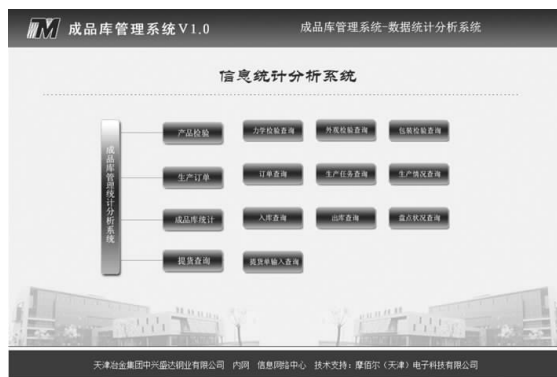 TM 成品库管理系统V1.0 成品库管理系统-数据统计分析系统
信息统计分析系统
成品库管理统计分析系统
产品检验 力学检验查询 外观检验查询 包装检验查询
生产订单 订单查询 生产任务查询 生产情况查询
成品库统计 入库查询 出库查询 盘点状况查询
提货查询 提货单输入查询
天津冶金集团中兴盛达钢业有限公司 内网 信息网络中心 技术支持：摩佰尔（天津）电子科技有限公司